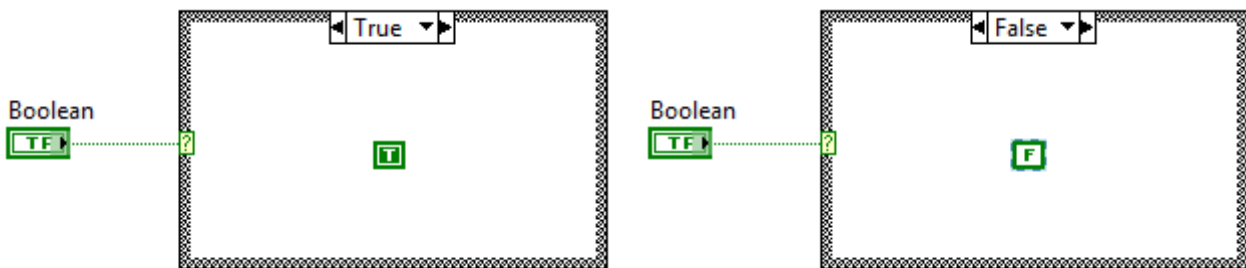 True
False
Boolean
Boolean
TF
?
TF
?
T
F